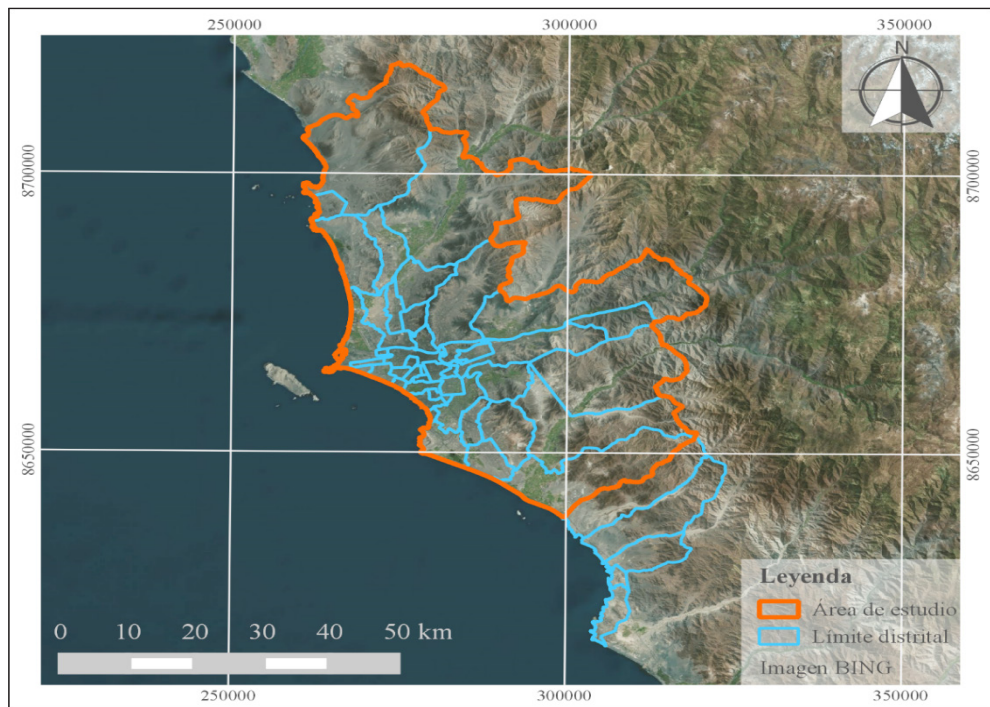 250000 300000 350000
N
8700000 8700000
8650000 8650000
Leyenda
Área de estudio
Límite distrital
Imagen BING
0 10 20 30 40 50 km
250000 300000 350000